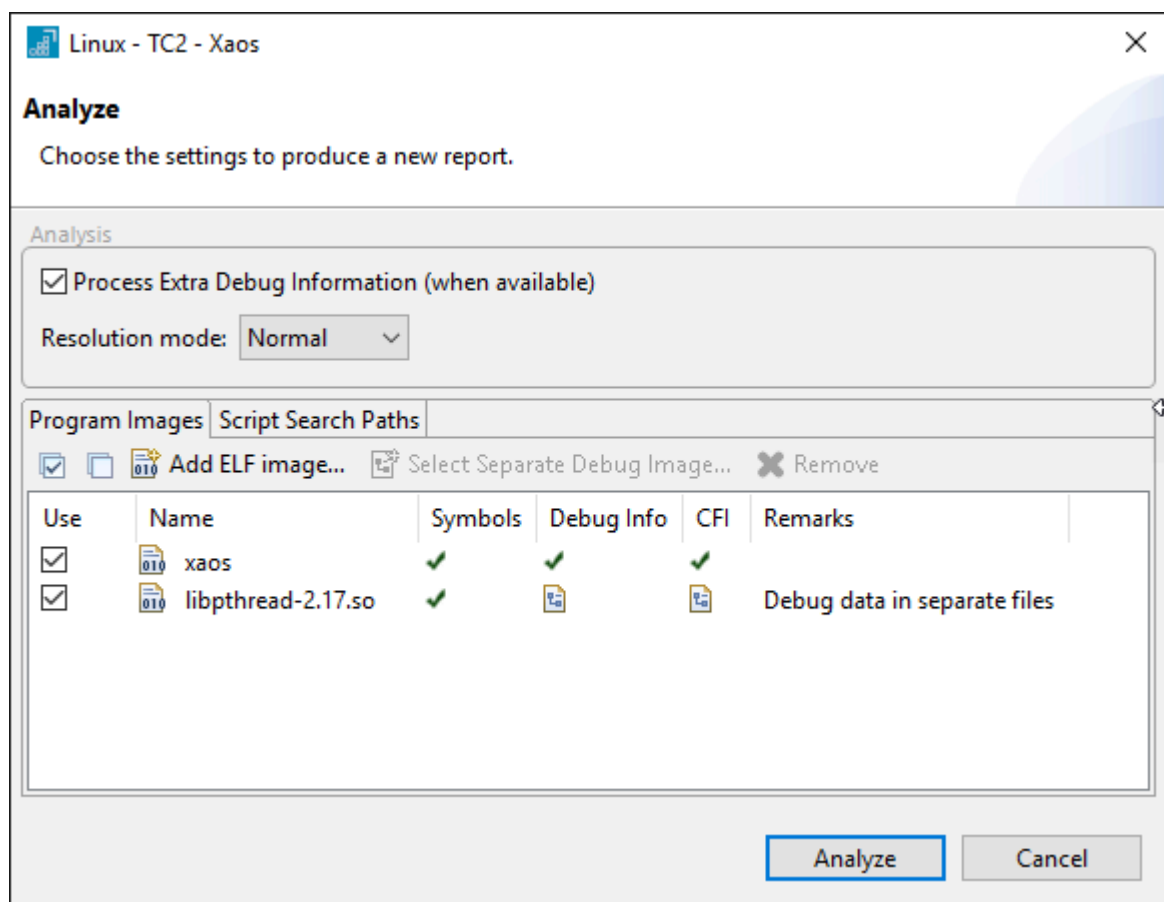 Linux - TC2 - Xaos
Analyze
Choose the settings to produce a new report.
Analysis
Process Extra Debug Information (when available)
Resolution mode: Normal
Program Images Script Search Paths
Add ELF image... Select Separate Debug Image... Remove
Use Name Symbols Debug Info CFI Remarks
xaos
libpthread-2.17.so Debug data in separate files
Analyze Cancel